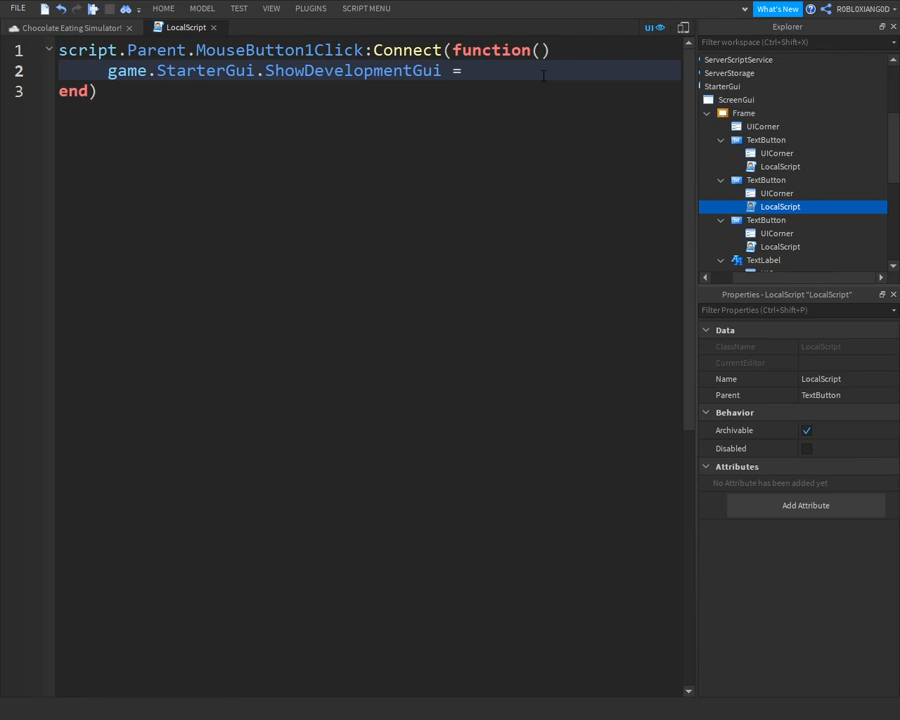 FILE HOME MODEL TEST VIEW PLUGINS SCRIPT MENU What's New ? R0BL0XIANG0D
Chocolate Eating Simulator! × LocalScript × UI
Explorer
Filter workspace (Ctrl+Shift+X)
1 script.Parent.MouseButton1Click:Connect(function()
2 game.StarterGui.ShowDevelopmentGui =
3 end)
ServerScriptService
ServerStorage
StarterGui
ScreenGui
Frame
UICorner
TextButton
UICorner
LocalScript
TextButton
UICorner
LocalScript
TextButton
UICorner
LocalScript
TextLabel
Properties - LocalScript "LocalScript"
Filter Properties (Ctrl+Shift+P)
Data
ClassName LocalScript
CurrentEditor
Name LocalScript
Parent TextButton
Behavior
Archivable
Disabled
Attributes
No Attribute has been added yet
Add Attribute